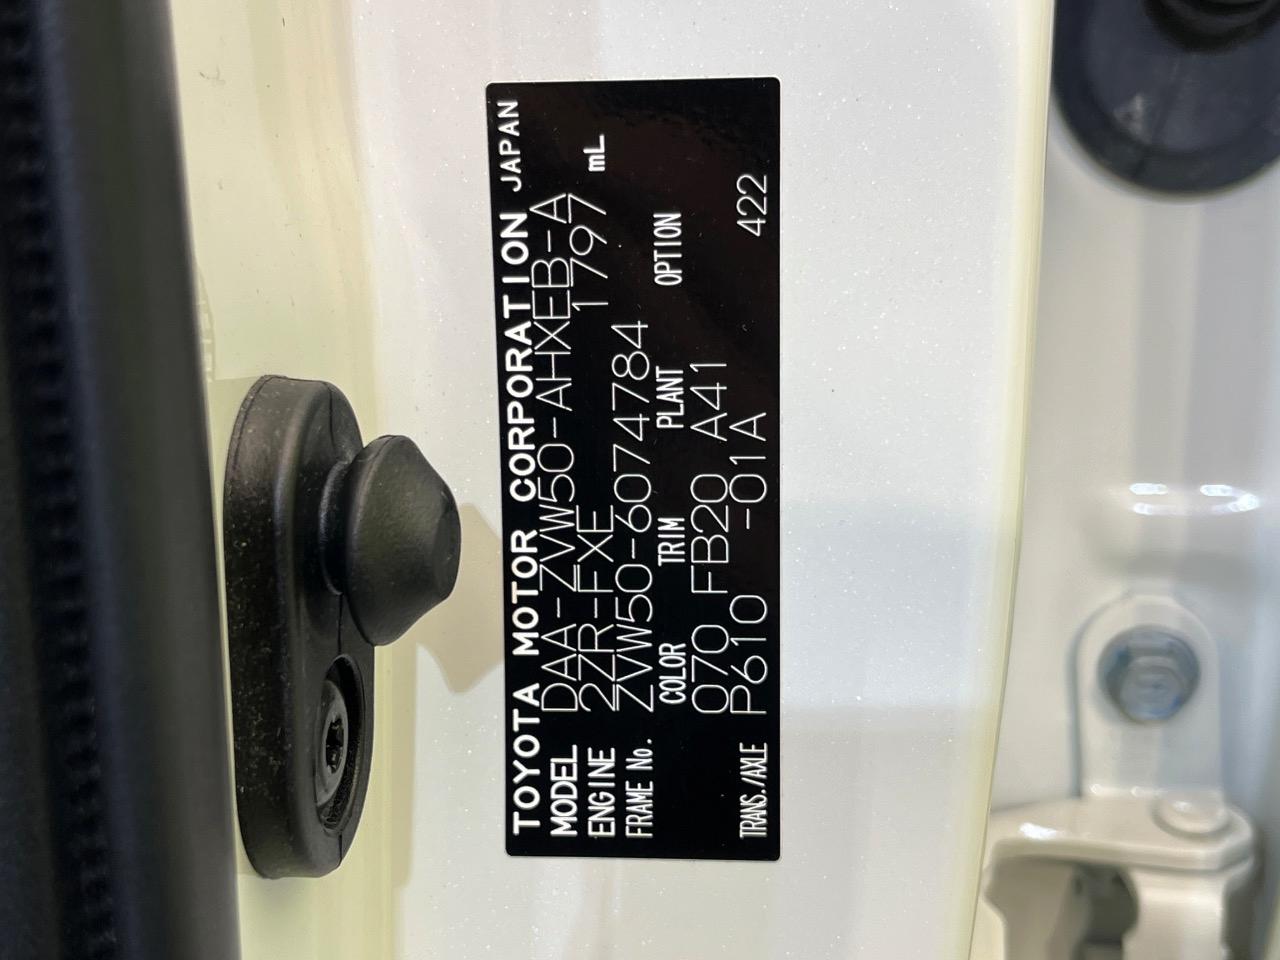 TOYOTA MOTOR CORPORATION JAPAN
MODEL DAA-ZVW50-AHXEB-A
ENGINE 2ZR-FXE 1797 mL
FRAME No. ZVW50-6074784
COLOR TRIM PLANT OPTION
070 FB20 A41
TRANS./AXLE P610 -01A 422